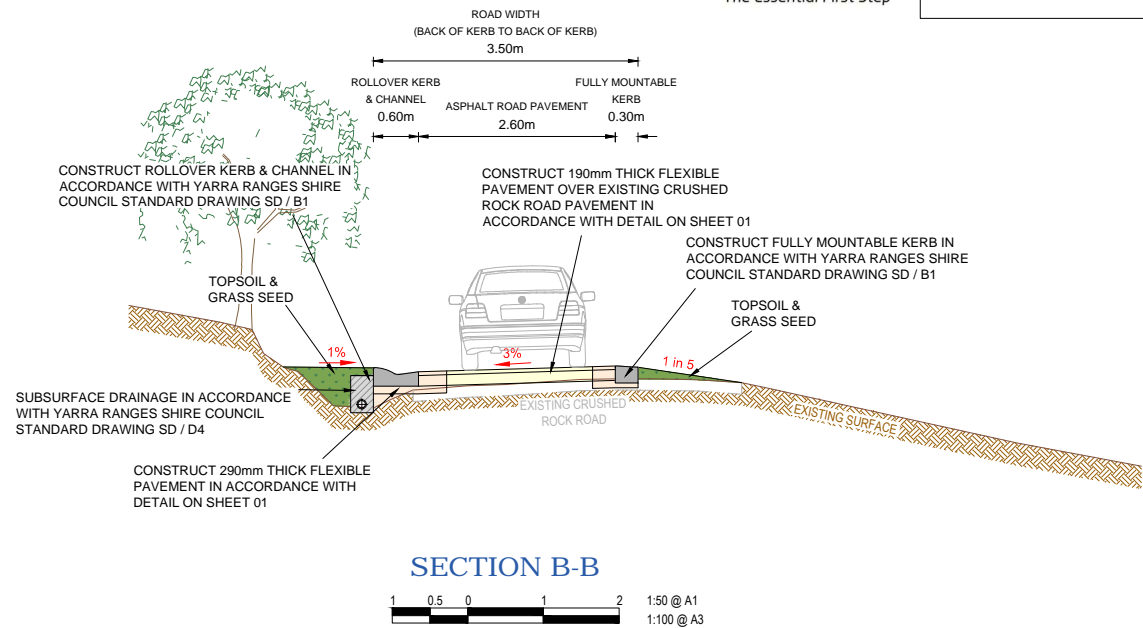 The Essential First Step
ROAD WIDTH
(BACK OF KERB TO BACK OF KERB)
3.50m
ROLLOVER KERB
& CHANNEL
0.60m
ASPHALT ROAD PAVEMENT
2.60m
FULLY MOUNTABLE
KERB
0.30m
CONSTRUCT ROLLOVER KERB & CHANNEL IN
ACCORDANCE WITH YARRA RANGES SHIRE
COUNCIL STANDARD DRAWING SD / B1
CONSTRUCT 190mm THICK FLEXIBLE
PAVEMENT OVER EXISTING CRUSHED
ROCK ROAD PAVEMENT IN
ACCORDANCE WITH DETAIL ON SHEET 01
CONSTRUCT FULLY MOUNTABLE KERB IN
ACCORDANCE WITH YARRA RANGES SHIRE
COUNCIL STANDARD DRAWING SD / B1
TOPSOIL &
GRASS SEED
TOPSOIL &
GRASS SEED
1%
3%
1 in 5
SUBSURFACE DRAINAGE IN ACCORDANCE
WITH YARRA RANGES SHIRE COUNCIL
STANDARD DRAWING SD / D4
EXISTING CRUSHED
ROCK ROAD
EXISTING SURFACE
CONSTRUCT 290mm THICK FLEXIBLE
PAVEMENT IN ACCORDANCE WITH
DETAIL ON SHEET 01
SECTION B-B
1 0.5 0 1 2 1:50 @ A1
1:100 @ A3